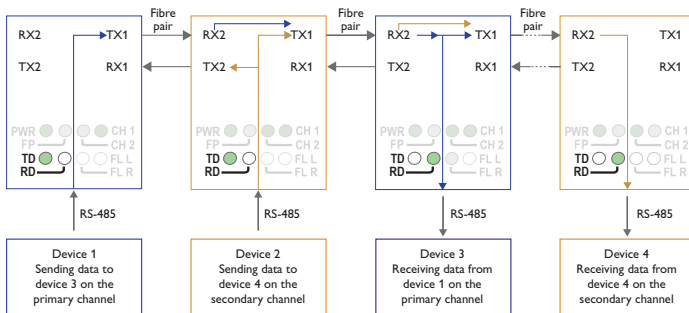 Fibre
pair
Fibre
pair
Fibre
pair
RX2 TX1
TX2 RX1
PWR CH 1
FP CH 2
TD FL L
RD FL R
RX2 TX1
TX2 RX1
PWR CH 1
FP CH 2
TD FL L
RD FL R
RX2 TX1
TX2 RX1
PWR CH 1
FP CH 2
TD FL L
RD FL R
RX2 TX1
TX2 RX1
PWR CH 1
FP CH 2
TD FL L
RD FL R
RS-485
RS-485
RS-485
RS-485
Device 1
Sending data to
device 3 on the
primary channel
Device 2
Sending data to
device 4 on the
secondary channel
Device 3
Receiving data from
device 1 on the
primary channel
Device 4
Receiving data from
device 4 on the
secondary channel